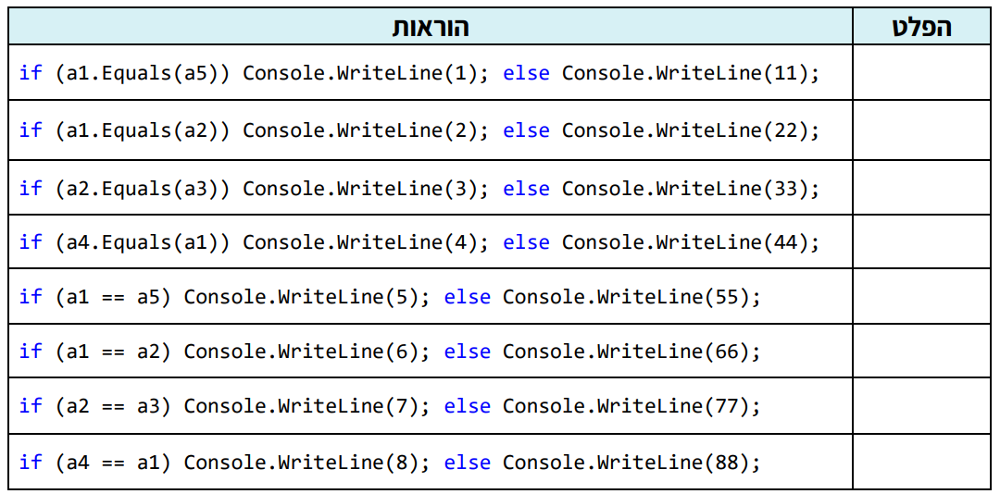 הוראות הפלט
if (a1.Equals(a5)) Console.WriteLine(1); else Console.WriteLine(11);
if (a1.Equals(a2)) Console.WriteLine(2); else Console.WriteLine(22);
if (a2.Equals(a3)) Console.WriteLine(3); else Console.WriteLine(33);
if (a4.Equals(a1)) Console.WriteLine(4); else Console.WriteLine(44);
if (a1 == a5) Console.WriteLine(5); else Console.WriteLine(55);
if (a1 == a2) Console.WriteLine(6); else Console.WriteLine(66);
if (a2 == a3) Console.WriteLine(7); else Console.WriteLine(77);
if (a4 == a1) Console.WriteLine(8); else Console.WriteLine(88);